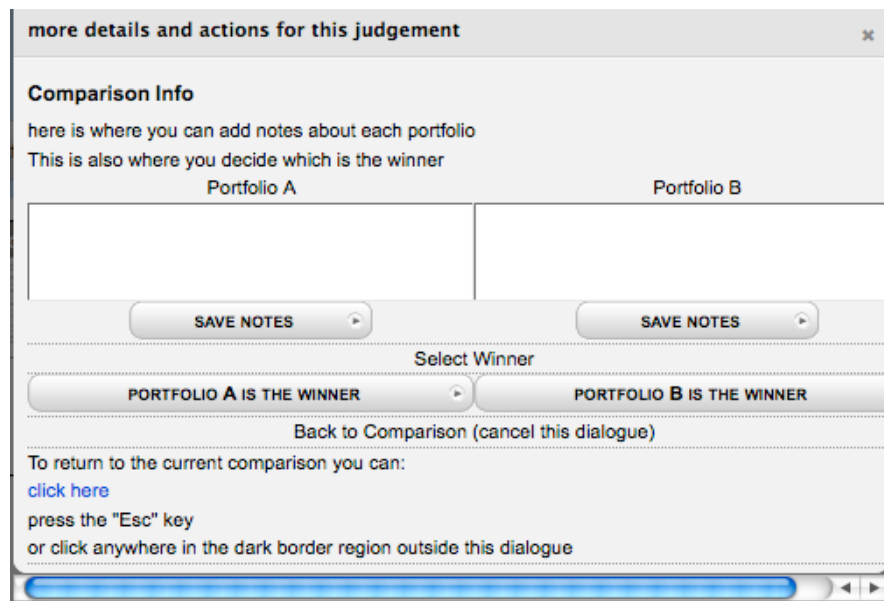 more details and actions for this judgement
Comparison Info
here is where you can add notes about each portfolio
This is also where you decide which is the winner
Portfolio A
Portfolio B
SAVE NOTES
SAVE NOTES
Select Winner
PORTFOLIO A IS THE WINNER
PORTFOLIO B IS THE WINNER
Back to Comparison (cancel this dialogue)
To return to the current comparison you can:
click here
press the "Esc" key
or click anywhere in the dark border region outside this dialogue